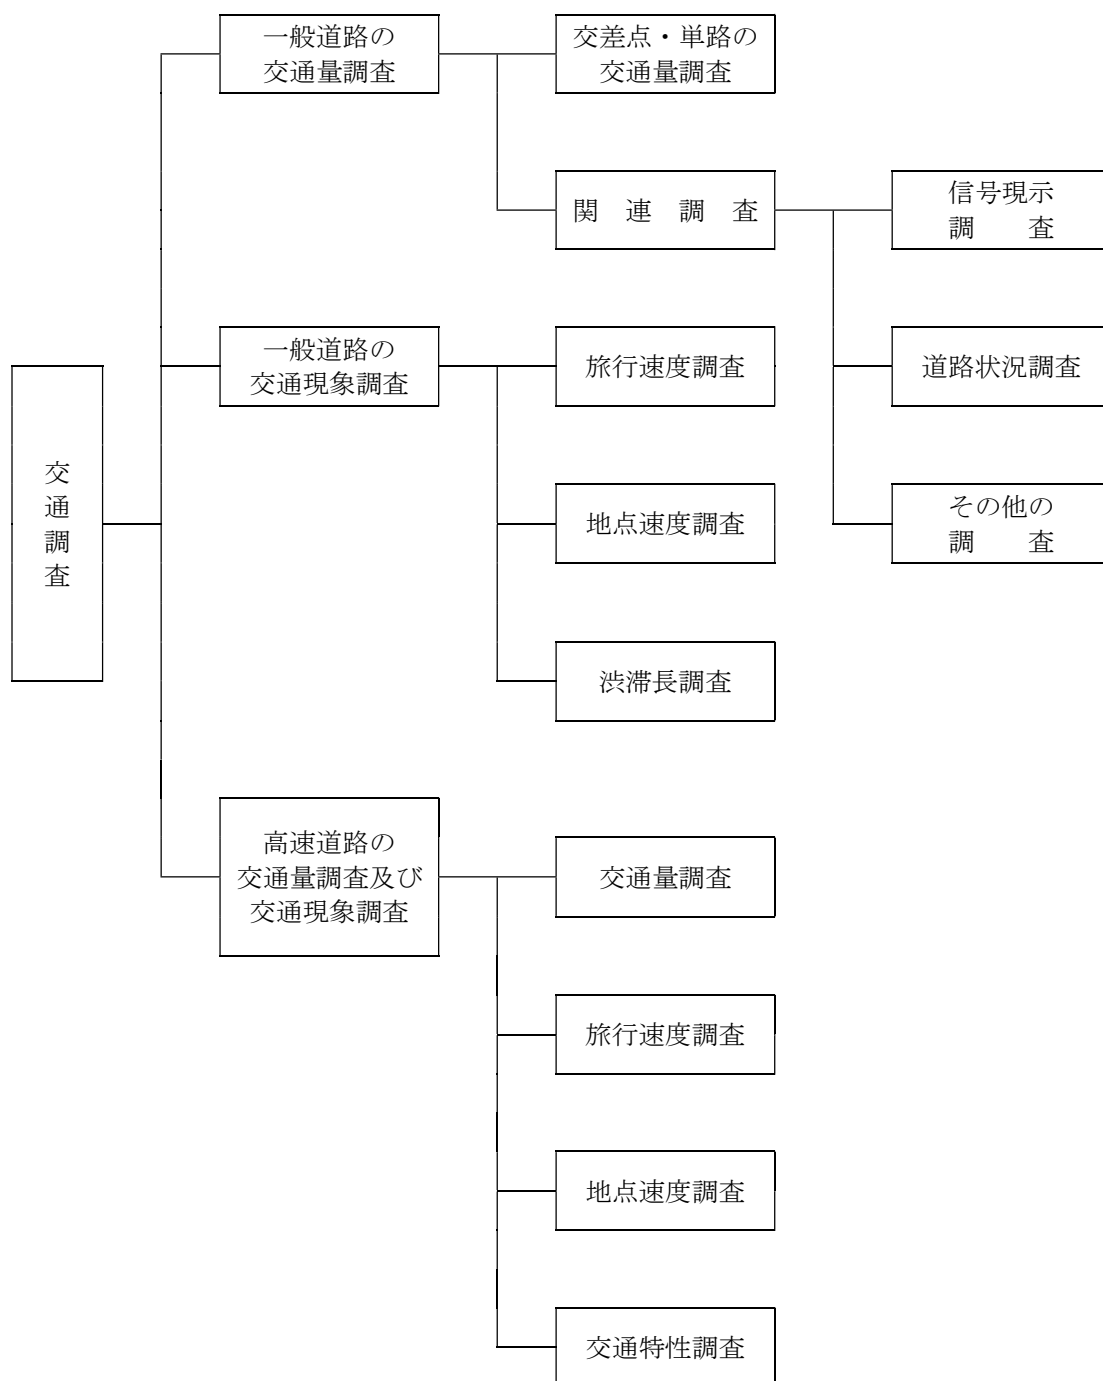 交通調査
一般道路の
交通量調査
交差点・単路の
交通量調査
関　連　調　査
信号現示
調　　査
道路状況調査
その他の
調　　査
一般道路の
交通現象調査
旅行速度調査
地点速度調査
渋滞長調査
高速道路の
交通量調査及び
交通現象調査
交通量調査
旅行速度調査
地点速度調査
交通特性調査